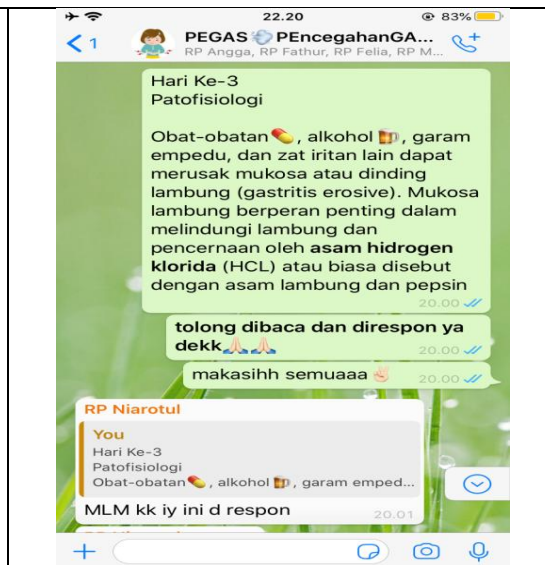 22.20
83%
1
PEGAS💨PEncegahanGA...
RP Angga, RP Fathur, RP Felia, RP M...
Hari Ke-3
Patofisiologi
Obat-obatan💊, alkohol🍺, garam
empedu, dan zat iritan lain dapat
merusak mukosa atau dinding
lambung (gastritis erosive). Mukosa
lambung berperan penting dalam
melindungi lambung dan
pencernaan oleh asam hidrogen
klorida (HCL) atau biasa disebut
dengan asam lambung dan pepsin
20.00
tolong dibaca dan direspon ya
dekk🙏🏻🙏🏻
20.00
makasihh semuaaa✌🏻
20.00
RP Niarotul
You
Hari Ke-3
Patofisiologi
Obat-obatan💊, alkohol🍺, garam emped...
MLM kk iy ini d respon
20.01